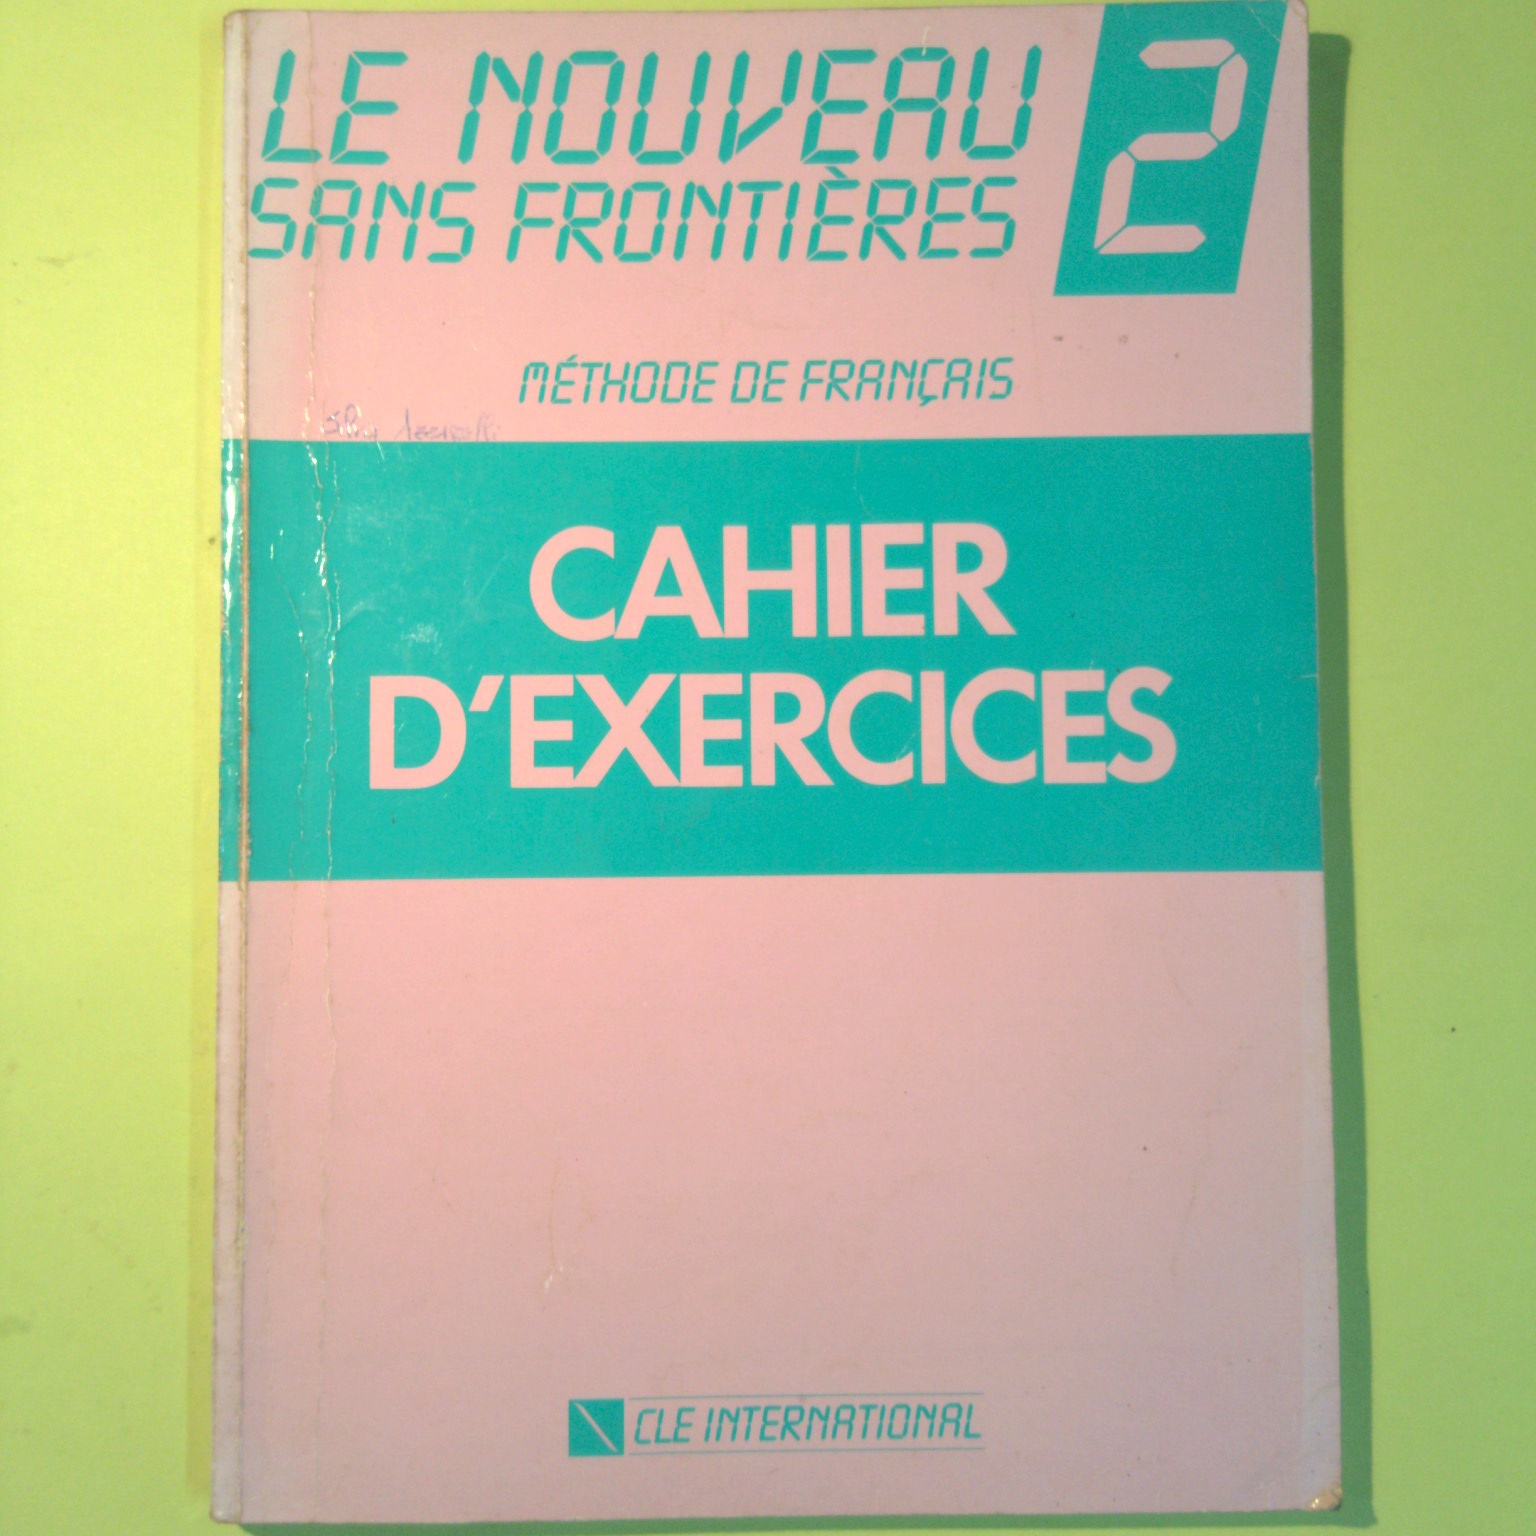 LE NOUVEAU
SANS FRONTIÈRES
2
MÉTHODE DE FRANÇAIS
CAHIER
D'EXERCICES
CLE INTERNATIONAL